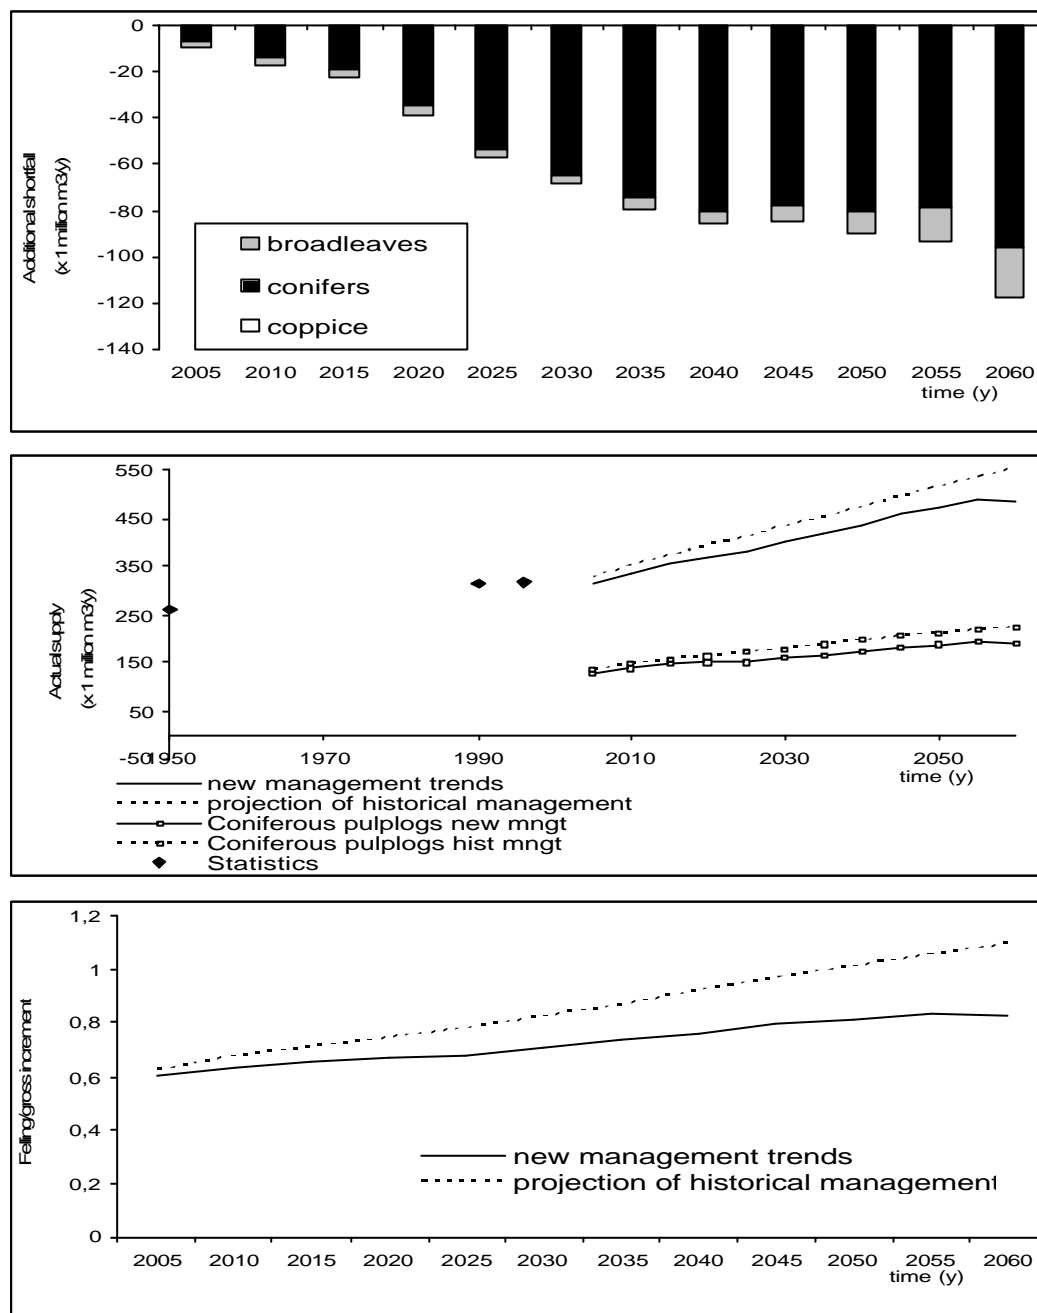 0
-20
-40
-60
-80
-100
-120
-140
Additional shortfall
(x 1 million m3/y)
broadleaves
conifers
coppice
2005 2010 2015 2020 2025 2030 2035 2040 2045 2050 2055 2060
time (y)
550
450
350
250
150
50
-50
Actual supply
(x 1 million m3/y)
1950 1970 1990 2010 2030 2050
time (y)
new management trends
projection of historical management
Coniferous pulplogs new mngt
Coniferous pulplogs hist mngt
Statistics
1,2
1
0,8
0,6
0,4
0,2
0
Felling/gross increment
new management trends
projection of historical management
2005 2010 2015 2020 2025 2030 2035 2040 2045 2050 2055 2060
time (y)